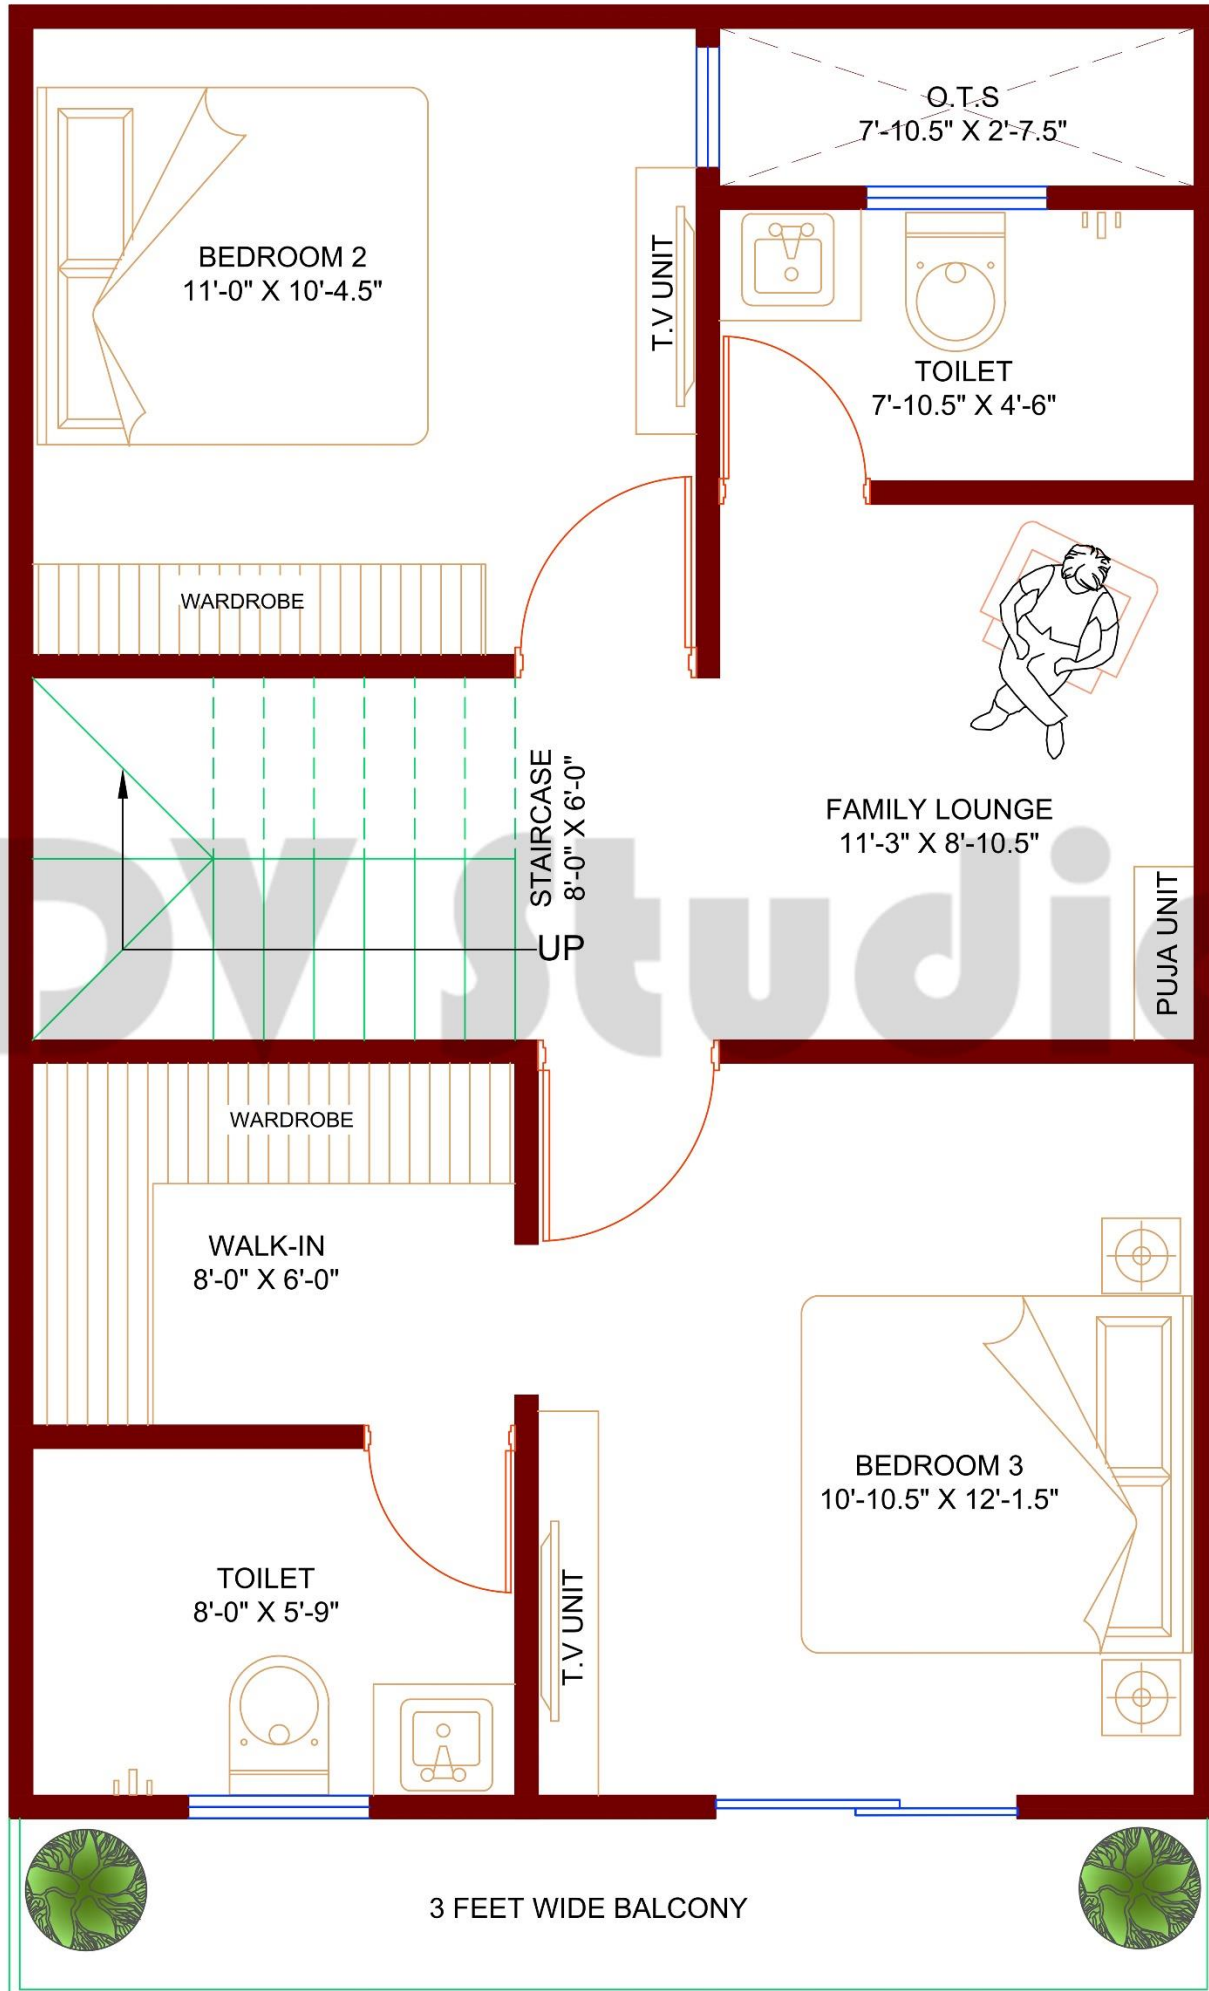 O.T.S
7'-10.5" X 2'-7.5"
BEDROOM 2
11'-0" X 10'-4.5"
T.V UNIT
TOILET
7'-10.5" X 4'-6"
WARDROBE
STAIRCASE
8'-0" X 6'-0"
FAMILY LOUNGE
11'-3" X 8'-10.5"
UP
PUJA UNIT
DV Studio
WARDROBE
WALK-IN
8'-0" X 6'-0"
BEDROOM 3
10'-10.5" X 12'-1.5"
TOILET
8'-0" X 5'-9"
T.V UNIT
3 FEET WIDE BALCONY